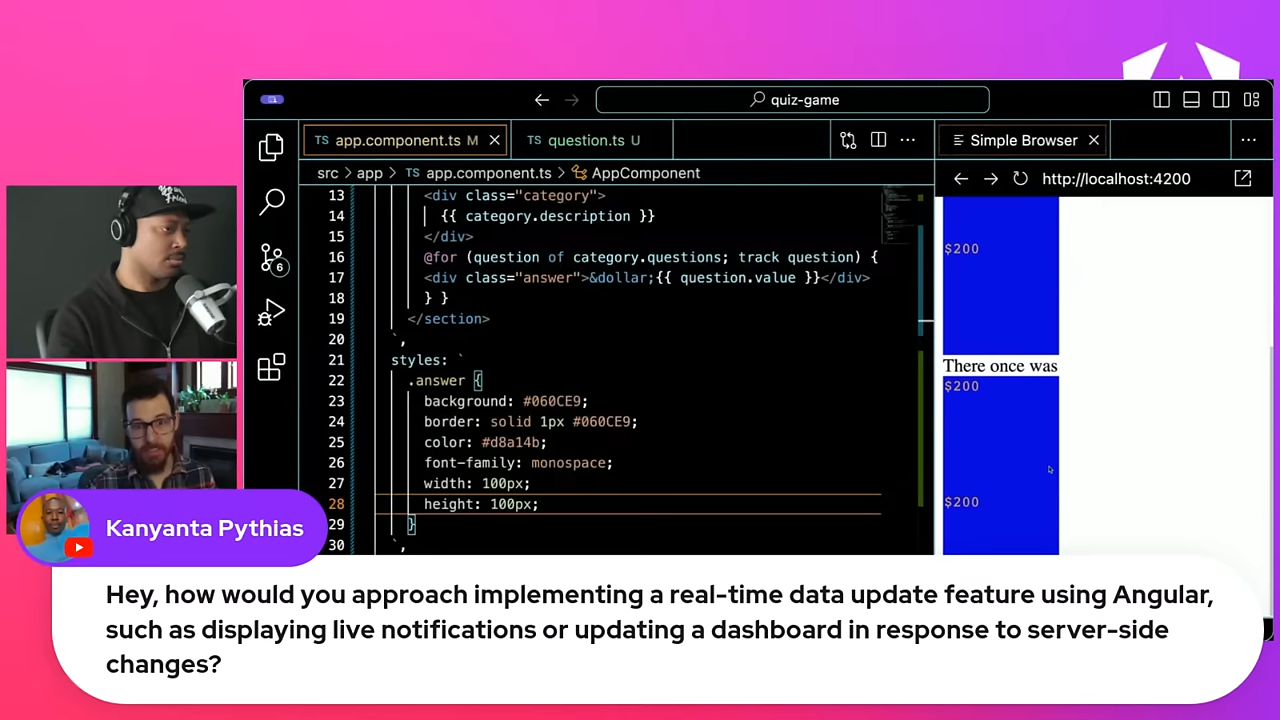 quiz-game
TS app.component.ts M
TS question.ts U
Simple Browser
src > app > TS app.component.ts > AppComponent
http://localhost:4200
13 <div class="category">
14 {{ category.description }}
15 </div>
16 @for (question of category.questions; track question) {
17 <div class="answer">&dollar;{{ question.value }}</div>
18 } }
19 </section>
20 `,
21 styles: `
22 .answer {
23 background: #060CE9;
24 border: solid 1px #060CE9;
25 color: #d8a14b;
26 font-family: monospace;
27 width: 100px;
28 height: 100px;
29 }
30 `,
6
$200
There once was
$200
$200
Kanyanta Pythias
Hey, how would you approach implementing a real-time data update feature using Angular,
such as displaying live notifications or updating a dashboard in response to server-side
changes?